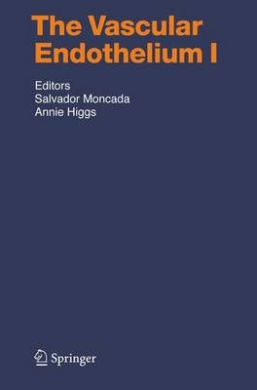 The Vascular
Endothelium I
Editors
Salvador Moncada
Annie Higgs
Springer